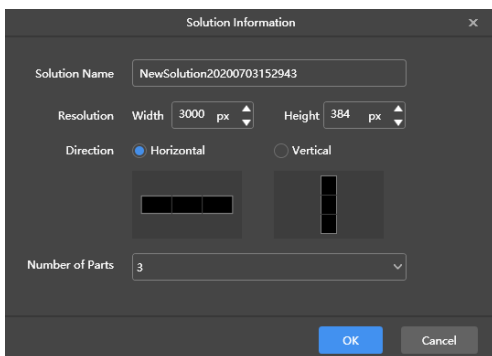 Solution Information
Solution Name NewSolution20200703152943
Resolution Width 3000 px Height 384 px
Direction Horizontal Vertical
Number of Parts 3
OK Cancel